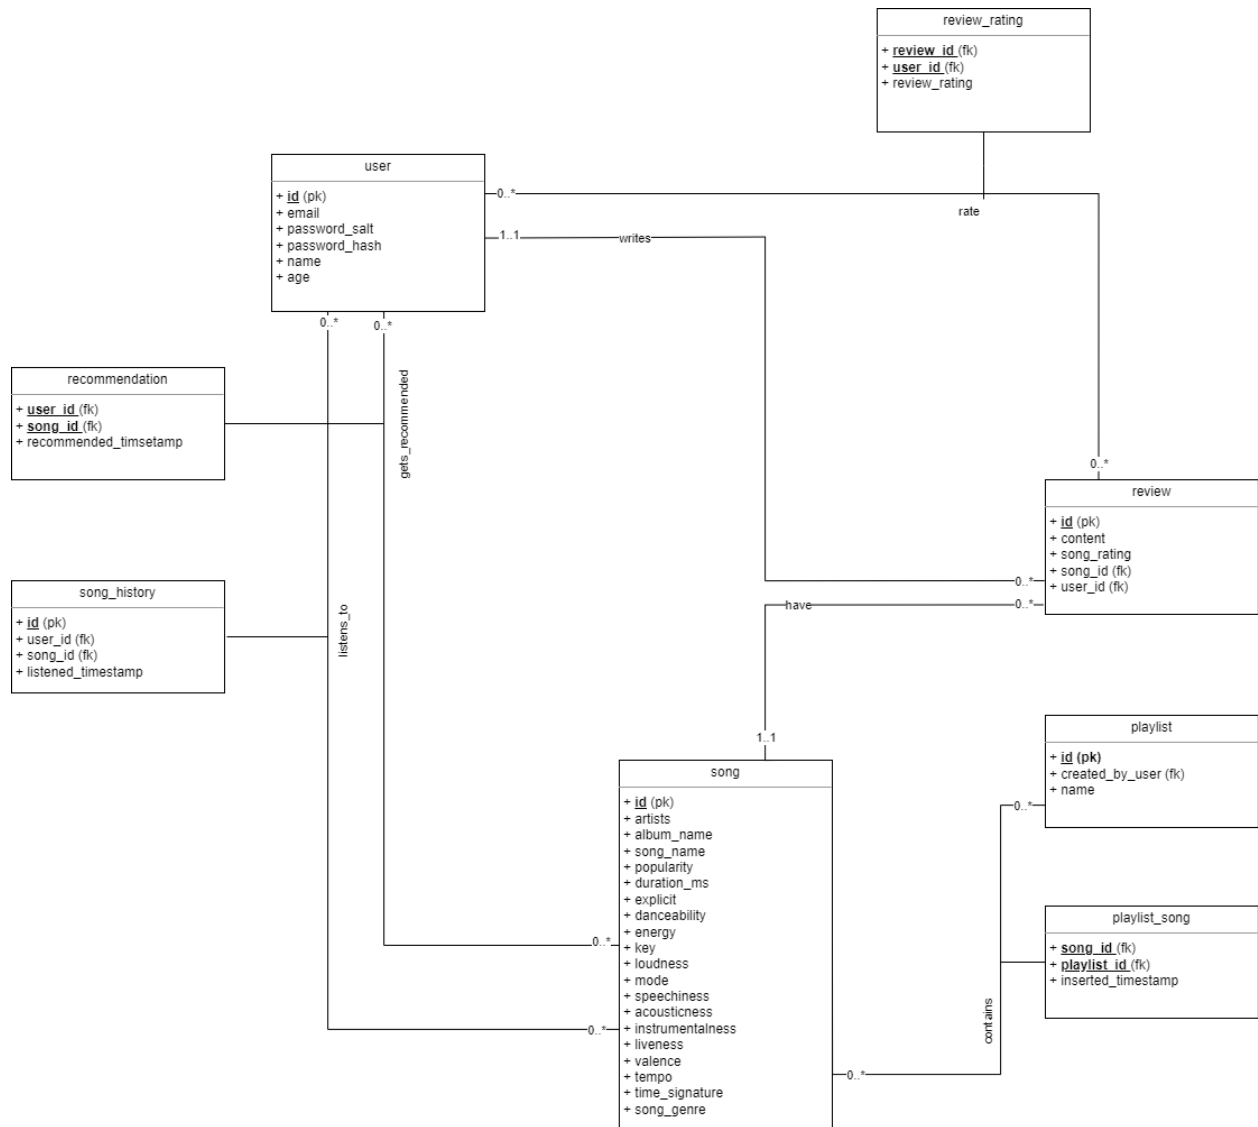 review_rating
+ review_id (fk)
+ user_id (fk)
+ review_rating
user
+ id (pk)
+ email
+ password_salt
+ password_hash
+ name
+ age
0..*
rate
1..1
writes
0..*
0..*
recommendation
+ user_id (fk)
+ song_id (fk)
+ recommended_timsetamp
gets_recommended
0..*
review
+ id (pk)
+ content
+ song_rating
+ song_id (fk)
+ user_id (fk)
song_history
+ id (pk)
+ user_id (fk)
+ song_id (fk)
+ listened_timestamp
listens_to
0..*
have
0..*
1..1
playlist
+ id (pk)
+ created_by_user (fk)
+ name
song
+ id (pk)
+ artists
+ album_name
+ song_name
+ popularity
+ duration_ms
+ explicit
+ danceability
+ energy
+ key
+ loudness
+ mode
+ speechiness
+ acousticness
+ instrumentalness
+ liveness
+ valence
+ tempo
+ time_signature
+ song_genre
0..*
0..*
0..*
playlist_song
+ song_id (fk)
+ playlist_id (fk)
+ inserted_timestamp
contains
0..*